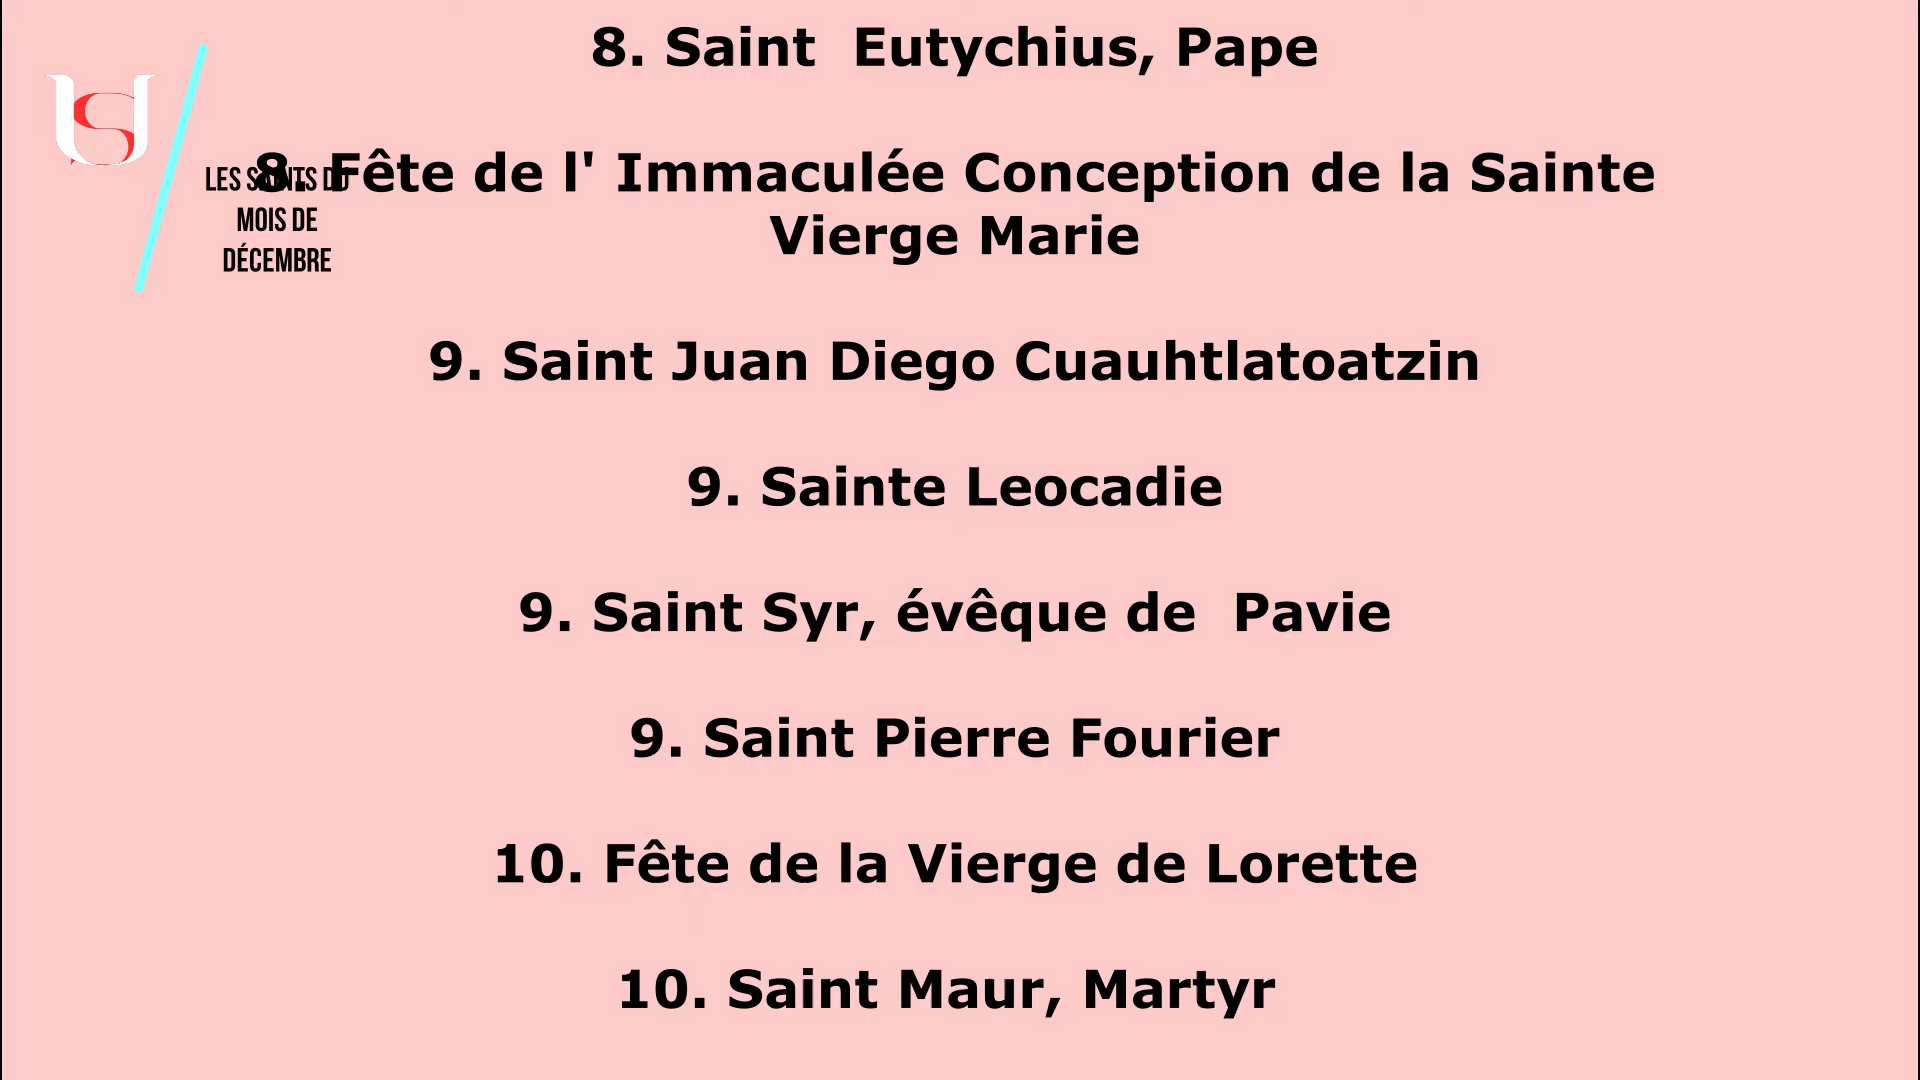 8. Saint  Eutychius, Pape
8. Fête de l' Immaculée Conception de la Sainte
Vierge Marie
LES SAINTS DU
MOIS DE
DÉCEMBRE
9. Saint Juan Diego Cuauhtlatoatzin
9. Sainte Leocadie
9. Saint Syr, évêque de  Pavie
9. Saint Pierre Fourier
10. Fête de la Vierge de Lorette
10. Saint Maur, Martyr